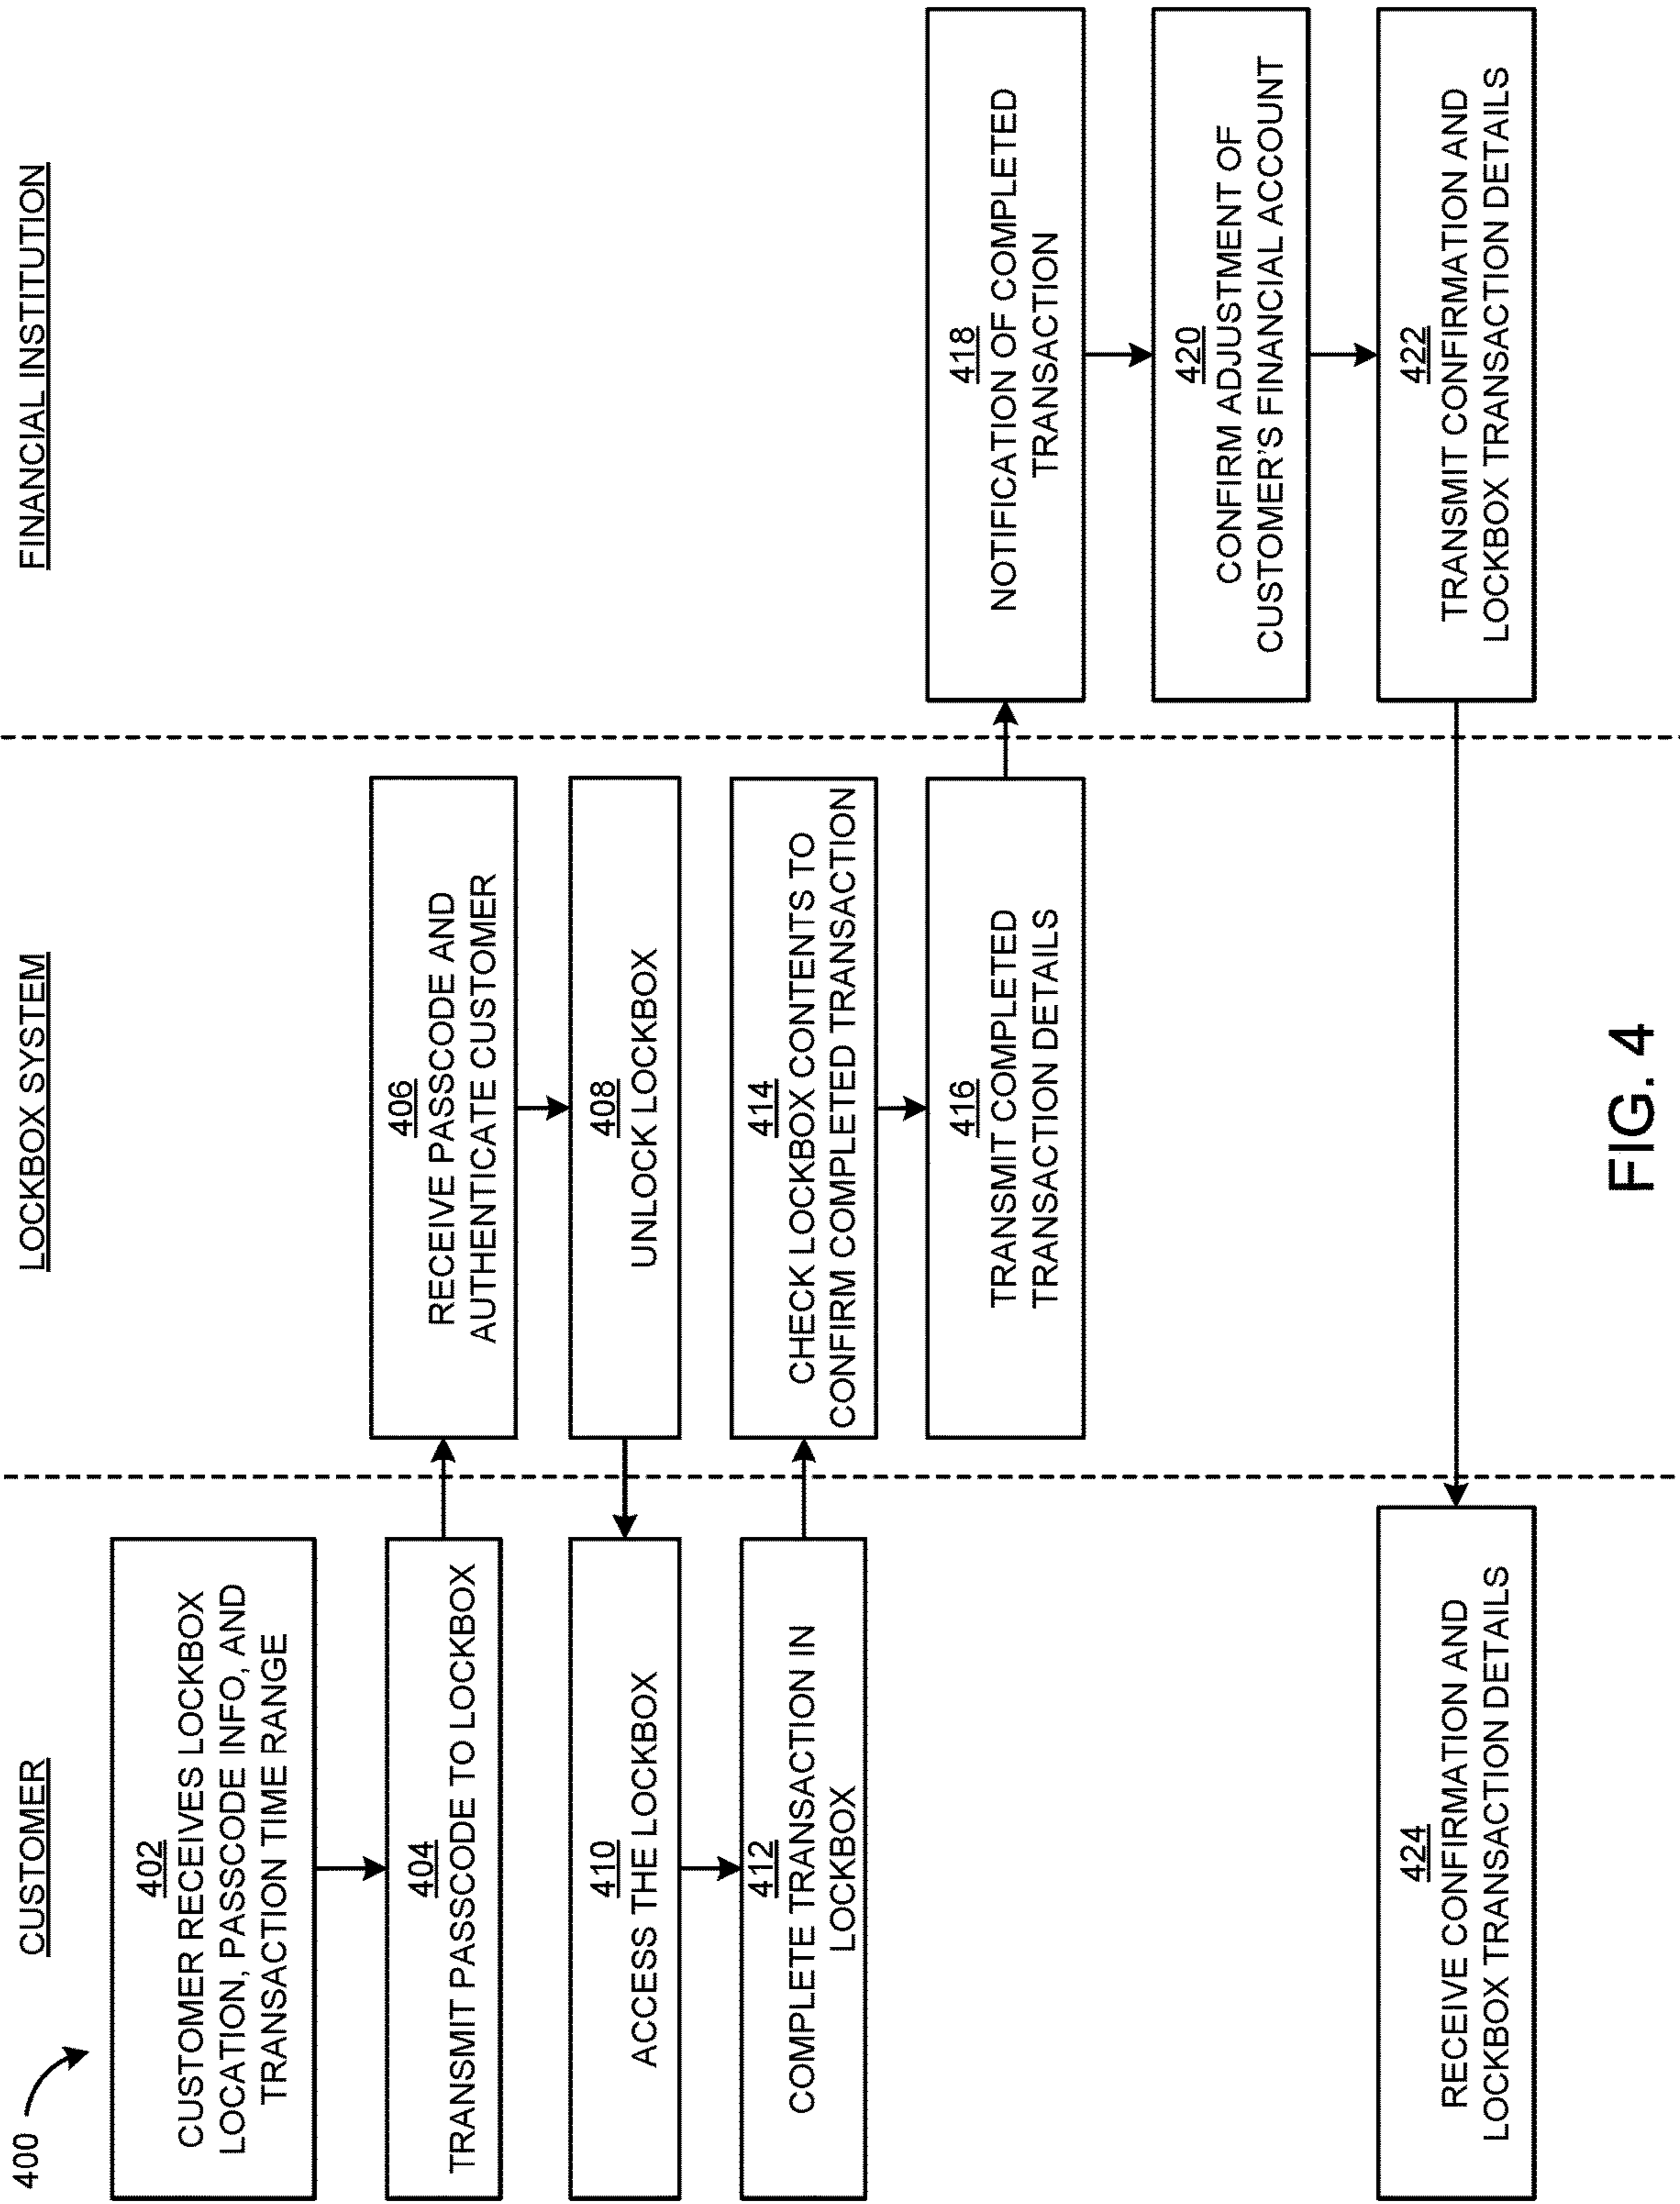 400
CUSTOMER
LOCKBOX SYSTEM
FINANCIAL INSTITUTION
402
CUSTOMER RECEIVES LOCKBOX
LOCATION, PASSCODE INFO, AND
TRANSACTION TIME RANGE
404
TRANSMIT PASSCODE TO LOCKBOX
406
RECEIVE PASSCODE AND
AUTHENTICATE CUSTOMER
408
UNLOCK LOCKBOX
410
ACCESS THE LOCKBOX
412
COMPLETE TRANSACTION IN
LOCKBOX
414
CHECK LOCKBOX CONTENTS TO
CONFIRM COMPLETED TRANSACTION
416
TRANSMIT COMPLETED
TRANSACTION DETAILS
418
NOTIFICATION OF COMPLETED
TRANSACTION
420
CONFIRM ADJUSTMENT OF
CUSTOMER'S FINANCIAL ACCOUNT
422
TRANSMIT CONFIRMATION AND
LOCKBOX TRANSACTION DETAILS
424
RECEIVE CONFIRMATION AND
LOCKBOX TRANSACTION DETAILS
FIG. 4